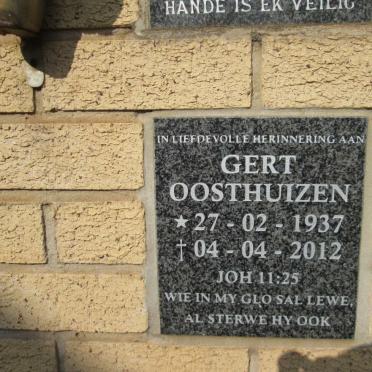 HANDE IS EK VEILIG
IN LIEFDEVOLLE HERINNERING AAN
GERT
OOSTHUIZEN
★ 27 - 02 - 1937
† 04 - 04 - 2012
JOH 11:25
WIE IN MY GLO SAL LEWE,
AL STERWE HY OOK